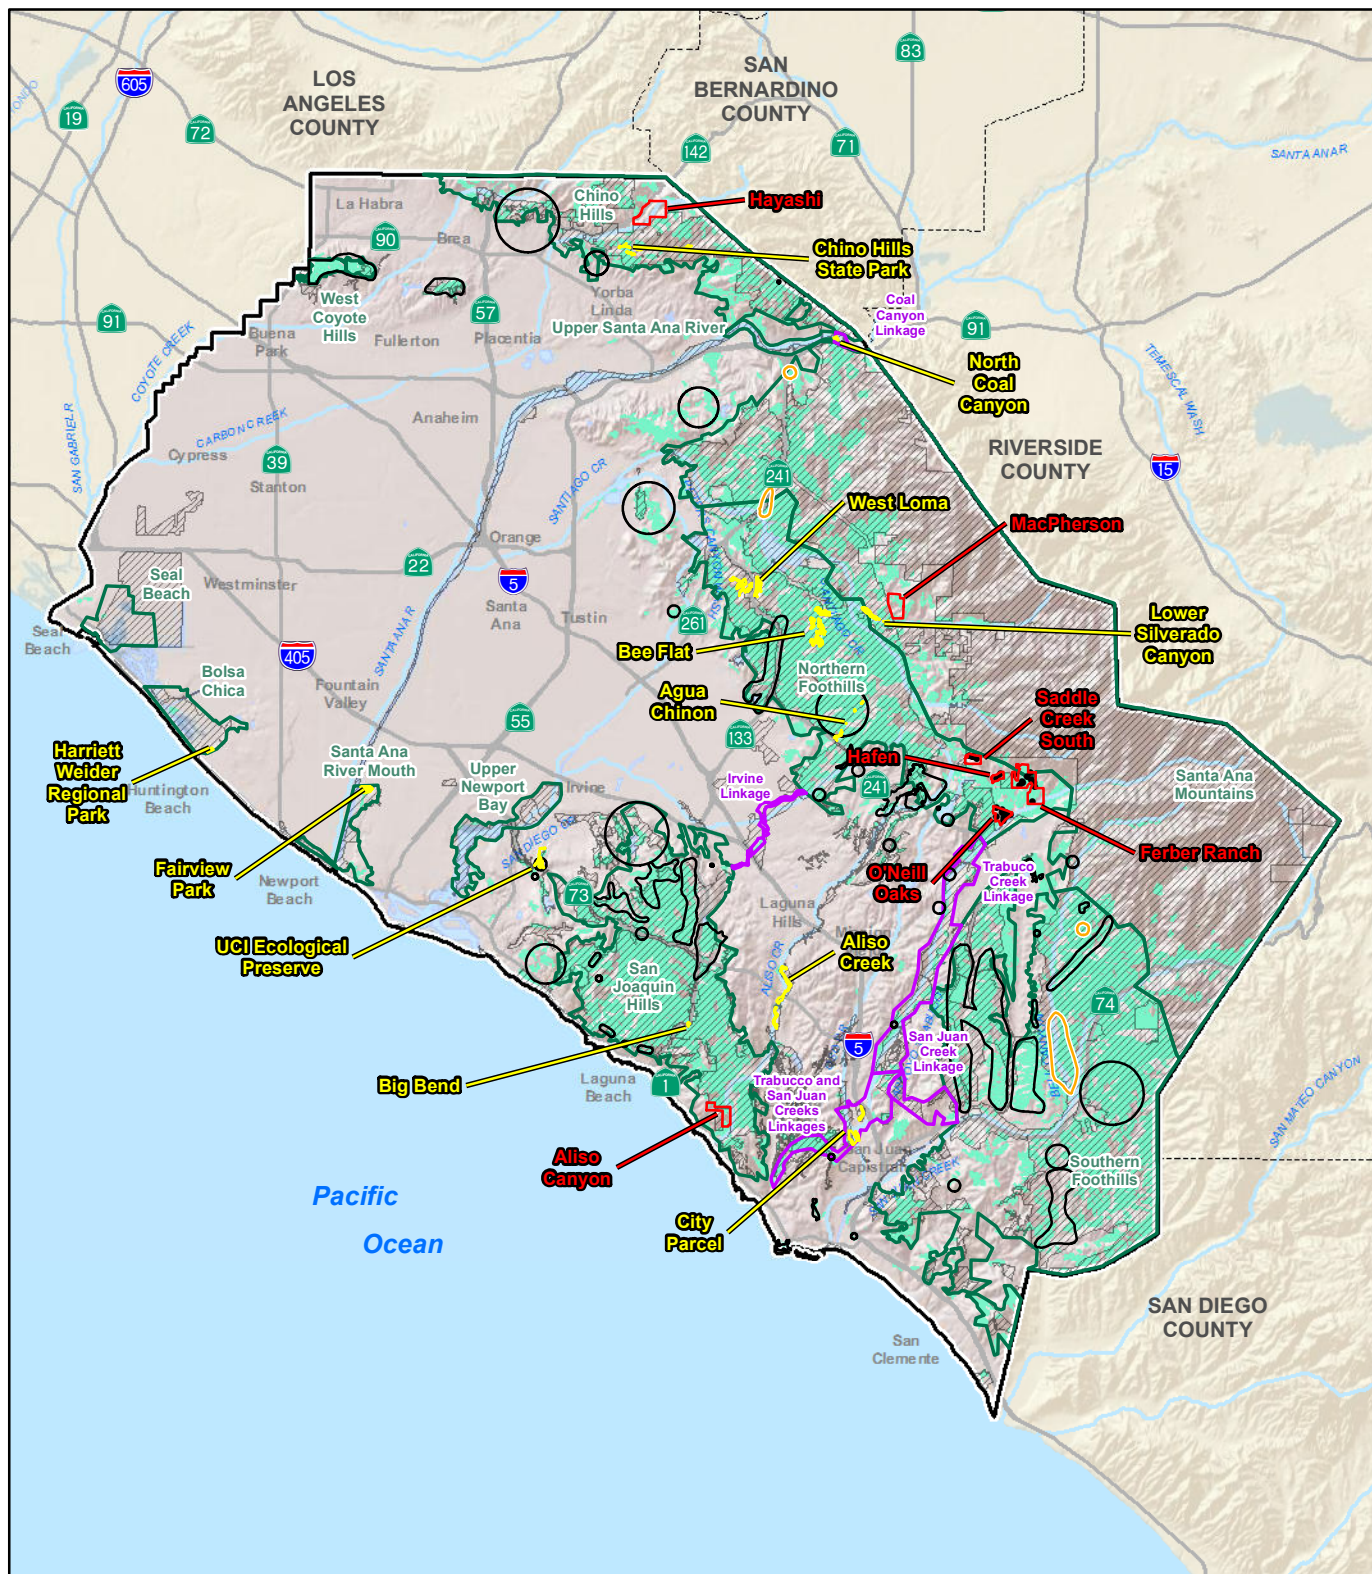 LOS
ANGELES
COUNTY
SAN
BERNARDINO
COUNTY
83
605
19
72
142
71
SANTA ANA R
La Habra
Chino
Hills
Hayashi
90
Brea
Chino Hills
State Park
West
Coyote
Hills
Yorba
Linda
Coal
Canyon
Linkage
91
57
Upper Santa Ana River
91
Buena
Park
Fullerton
Placentia
COYOTE CREEK
North
Coal
Canyon
TEMESCAL WASH
SAN GABRIEL R
CARBON CREEK
Anaheim
Cypress
RIVERSIDE
COUNTY
15
39
Stanton
SANTIAGO CR
241
West Loma
MacPherson
Orange
22
5
Seal
Beach
Westminster
Santa
Ana
Tustin
261
Lower
Silverado
Canyon
Seal
Beach
SANTA ANA R
405
Bee Flat
Northern
Foothills
Bolsa
Chica
Fountain
Valley
Agua
Chinon
Saddle
Creek
South
55
133
Harriett
Weider
Regional
Park
Santa Ana
River Mouth
Upper
Newport
Bay
Hafen
Irvine
Linkage
Irvine
241
Santa Ana
Mountains
Huntington
Beach
SAN DIEGO CR
Ferber Ranch
Fairview
Park
Newport
Beach
73
O'Neill
Oaks
Trabuco
Creek
Linkage
Laguna
Hills
UCI Ecological
Preserve
Aliso
Creek
San
Joaquin
Hills
ALISO CR
74
5
San Juan
Creek
Linkage
Big Bend
Laguna
Beach
1
Trabucco and
San Juan
Creeks
Linkages
SAN MATEO CANYON
Aliso
Canyon
Southern
Foothills
Pacific
Ocean
City
Parcel
SAN DIEGO
COUNTY
San
Clemente